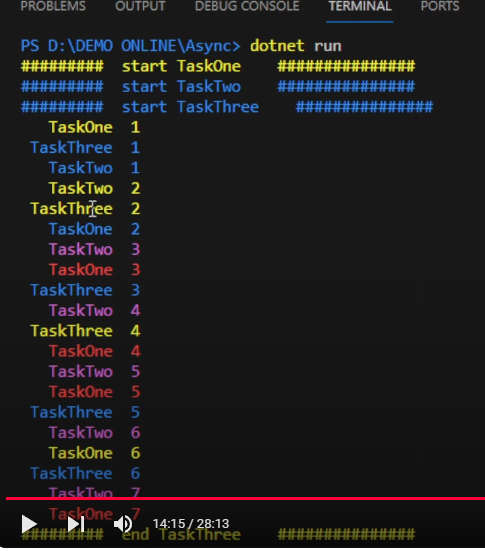 PROBLEMS OUTPUT DEBUG CONSOLE TERMINAL PORTS
PS D:\DEMO ONLINE\Async> dotnet run
######### start TaskOne ###############
######### start TaskTwo ###############
######### start TaskThree ###############
TaskOne 1
TaskThree 1
TaskTwo 1
TaskTwo 2
TaskThree 2
TaskOne 2
TaskTwo 3
TaskOne 3
TaskThree 3
TaskTwo 4
TaskThree 4
TaskOne 4
TaskTwo 5
TaskOne 5
TaskThree 5
TaskTwo 6
TaskOne 6
TaskThree 6
TaskTwo 7
TaskOne 7
14:15 / 28:13
######### end TaskThree ###############